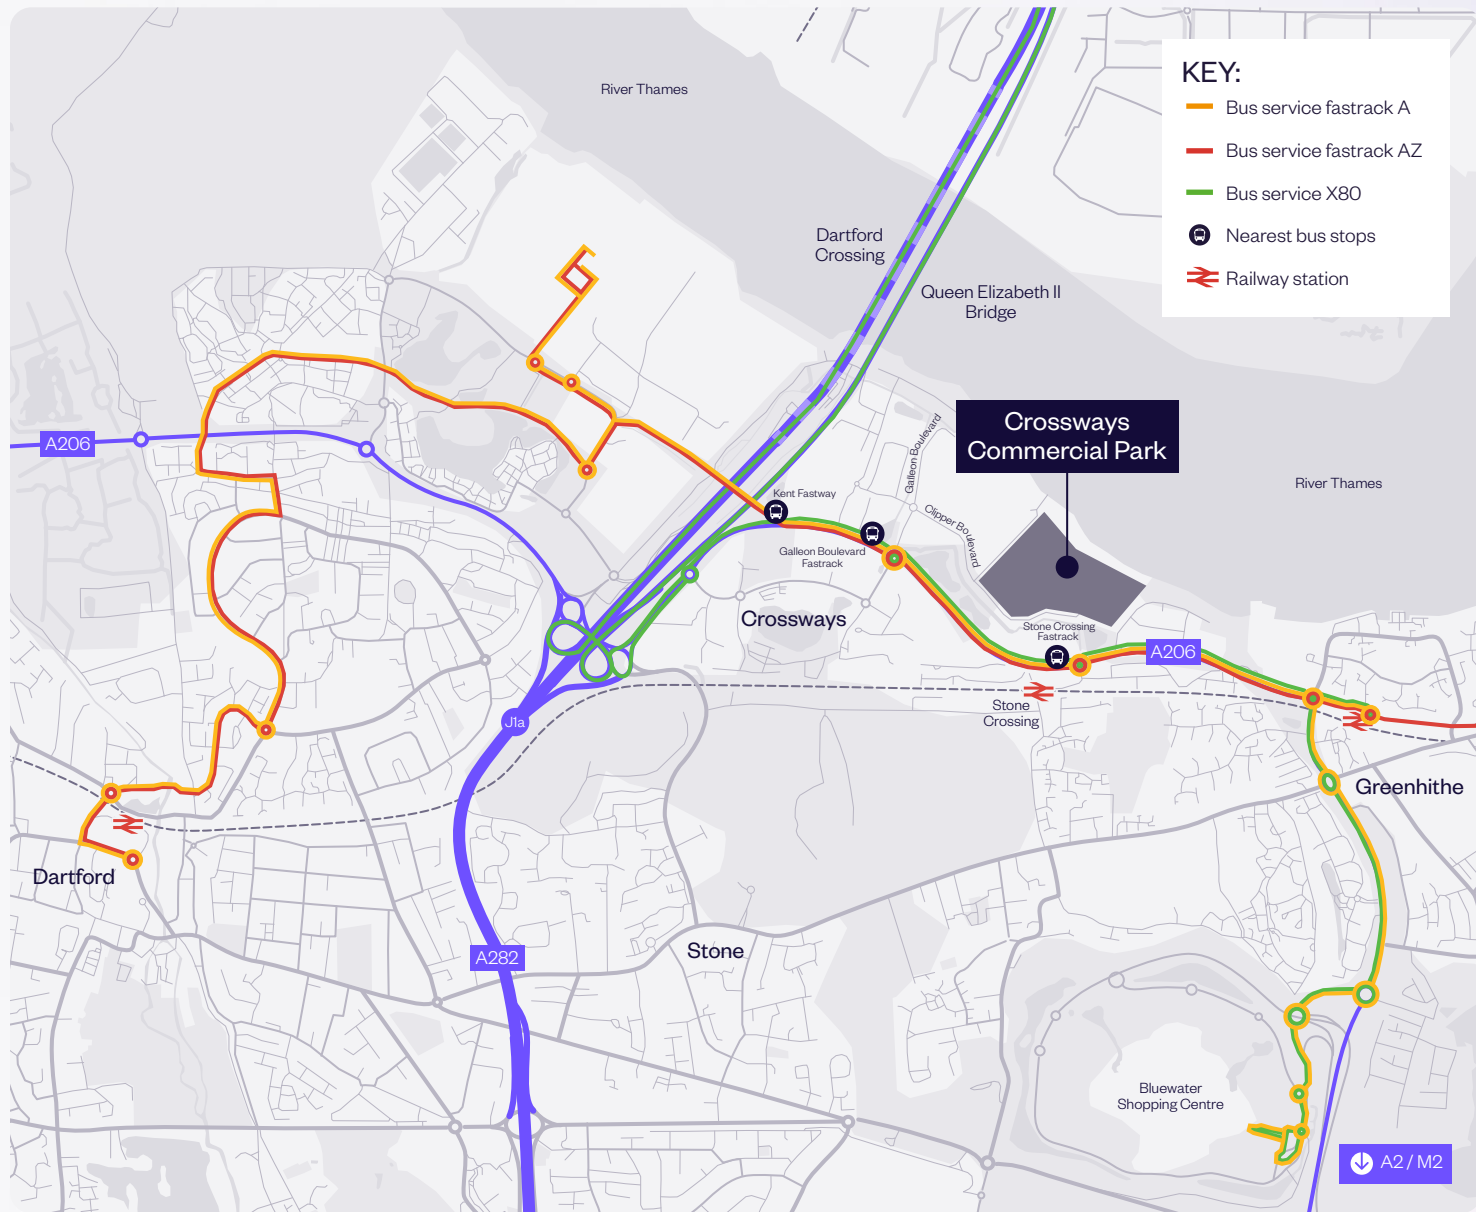 River Thames
KEY:
Bus service fastrack A
Bus service fastrack AZ
Bus service X80
Nearest bus stops
Railway station
Dartford
Crossing
Queen Elizabeth II
Bridge
A206
Crossways
Commercial Park
Galleon Boulevard
River Thames
Kent Fastway
Clipper Boulevard
Galleon Boulevard
Fastrack
Crossways
Stone Crossing
Fastrack
A206
J1a
Stone
Crossing
Greenhithe
Dartford
Stone
A282
Bluewater
Shopping Centre
A2 / M2